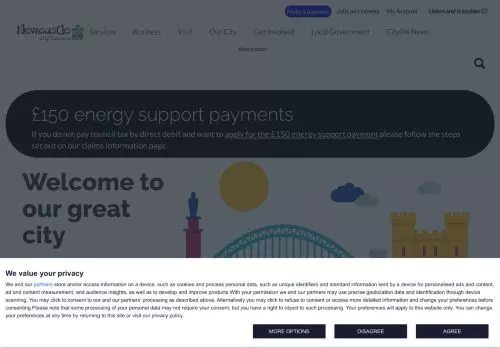 Make a payment Jobs and careers My Account Listen and translate
Newcastle
City Council
Services Business Visit Our City Get Involved Local Government Citylife News
£150 energy support payments
If you do not pay council tax by direct debit and want to apply for the £150 energy support payment please follow the steps
set out on our claims information page.
Welcome to
our great
city
We value your privacy
We and our partners store and/or access information on a device, such as cookies and process personal data, such as unique identifiers and standard information sent by a device for personalised ads and content,
ad and content measurement, and audience insights, as well as to develop and improve products.With your permission we and our partners may use precise geolocation data and identification through device
scanning. You may click to consent to our and our partners' processing as described above. Alternatively you may click to refuse to consent or access more detailed information and change your preferences before
consenting.Please note that some processing of your personal data may not require your consent, but you have a right to object to such processing. Your preferences will apply to this website only. You can change
your preferences at any time by returning to this site or visit our privacy policy.
MORE OPTIONS DISAGREE AGREE